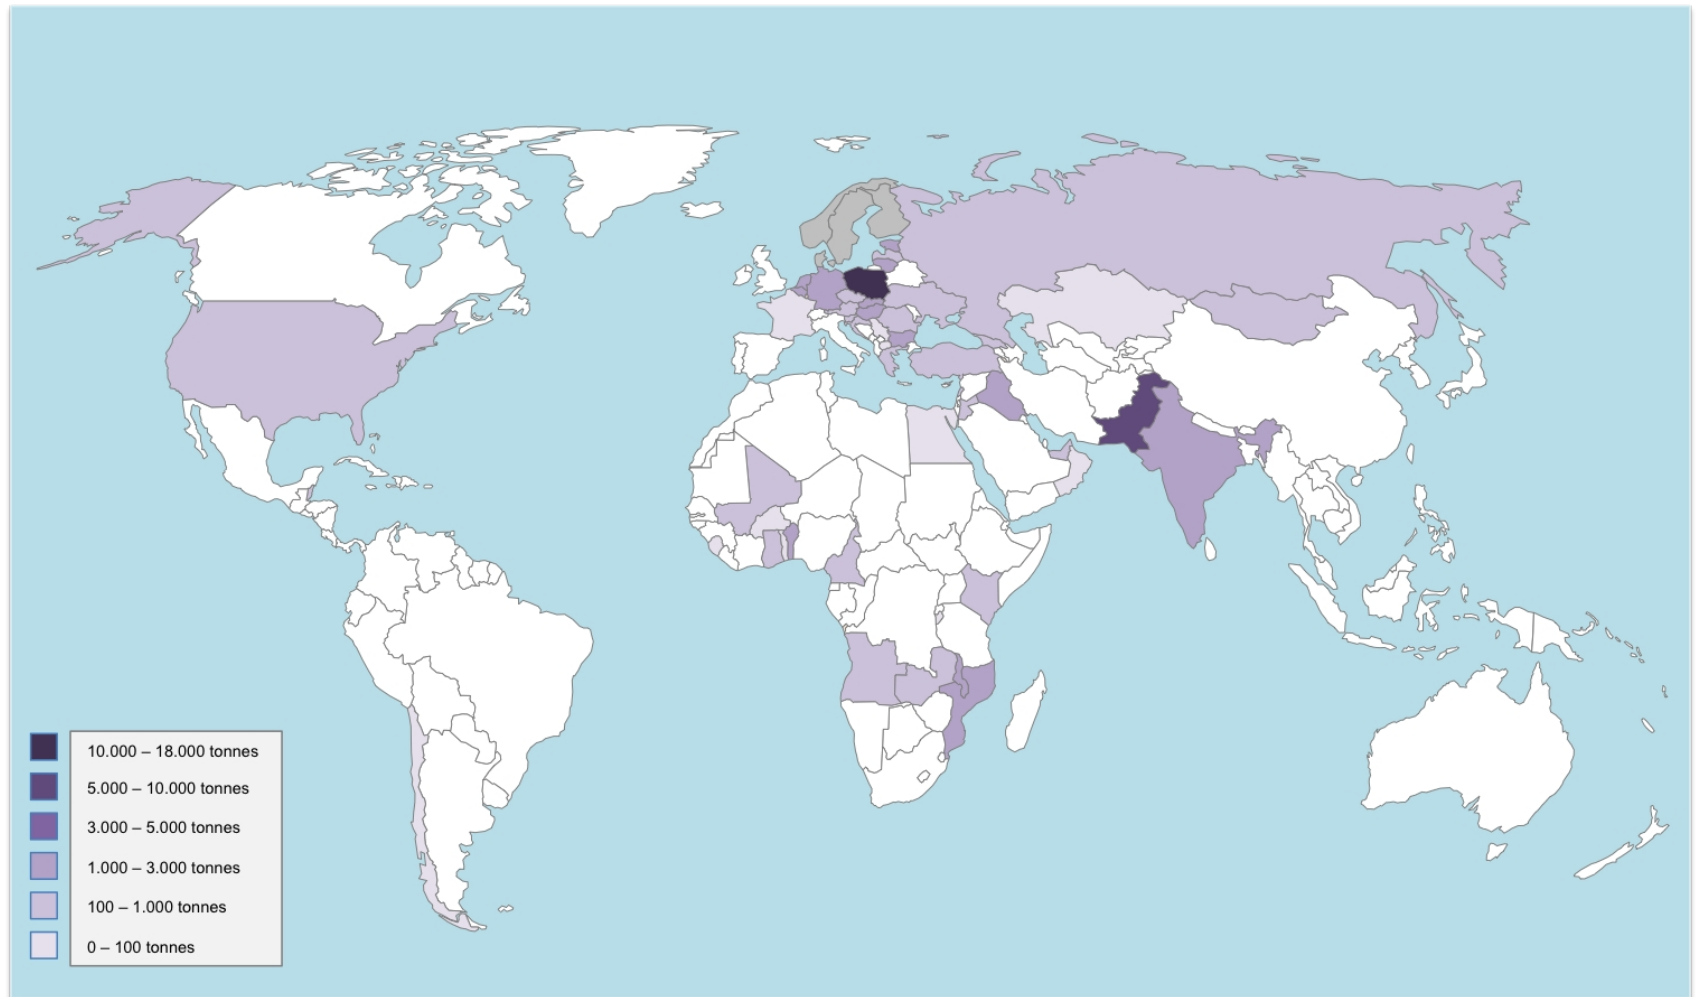 10.000 – 18.000 tonnes
5.000 – 10.000 tonnes
3.000 – 5.000 tonnes
1.000 – 3.000 tonnes
100 – 1.000 tonnes
0 – 100 tonnes